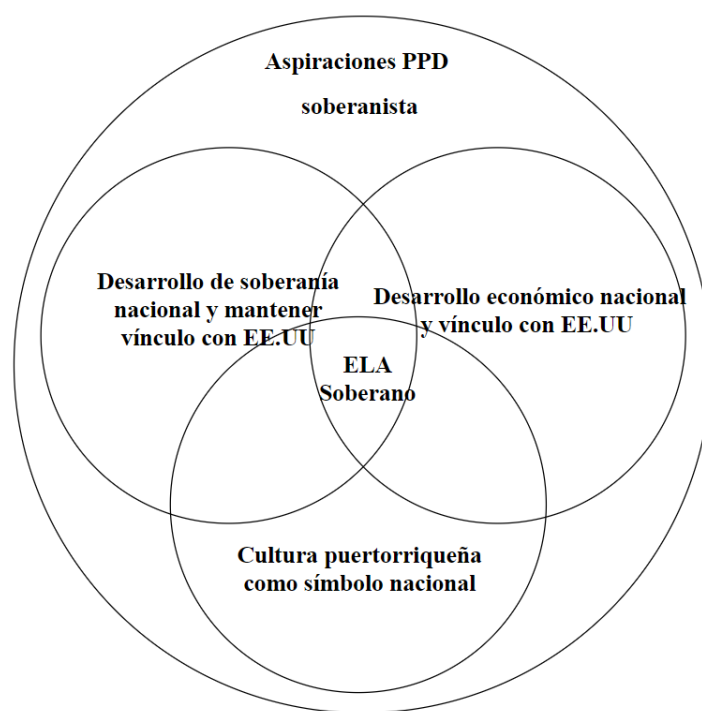 Aspiraciones PPD
soberanista
Desarrollo de soberanía
nacional y mantener
vínculo con EE.UU
Desarrollo económico nacional
y vínculo con EE.UU
ELA
Soberano
Cultura puertorriqueña
como símbolo nacional